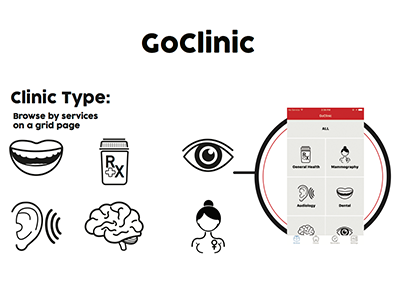 GoClinic
Clinic Type:
Browse by services
on a grid page
RX
GoClinic
ALL
General Health
Mammography
Audiology
Dental